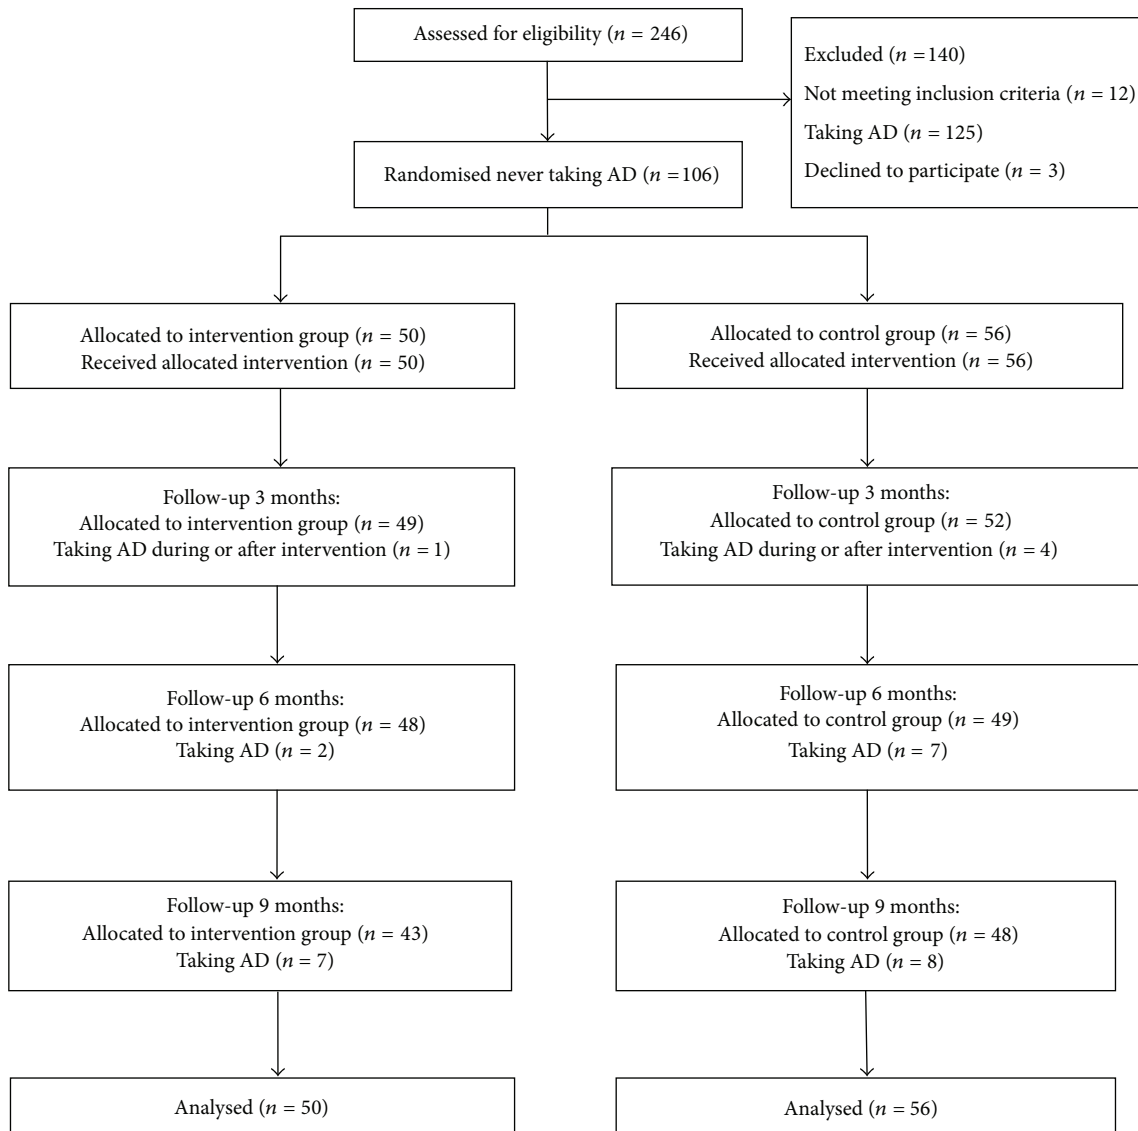 Assessed for eligibility (n = 246)
Excluded (n = 140)
Not meeting inclusion criteria (n = 12)
Taking AD (n = 125)
Declined to participate (n = 3)
Randomised never taking AD (n = 106)
Allocated to intervention group (n = 50)
Received allocated intervention (n = 50)
Allocated to control group (n = 56)
Received allocated intervention (n = 56)
Follow-up 3 months:
Allocated to intervention group (n = 49)
Taking AD during or after intervention (n = 1)
Follow-up 3 months:
Allocated to control group (n = 52)
Taking AD during or after intervention (n = 4)
Follow-up 6 months:
Allocated to intervention group (n = 48)
Taking AD (n = 2)
Follow-up 6 months:
Allocated to control group (n = 49)
Taking AD (n = 7)
Follow-up 9 months:
Allocated to intervention group (n = 43)
Taking AD (n = 7)
Follow-up 9 months:
Allocated to control group (n = 48)
Taking AD (n = 8)
Analysed (n = 50)
Analysed (n = 56)